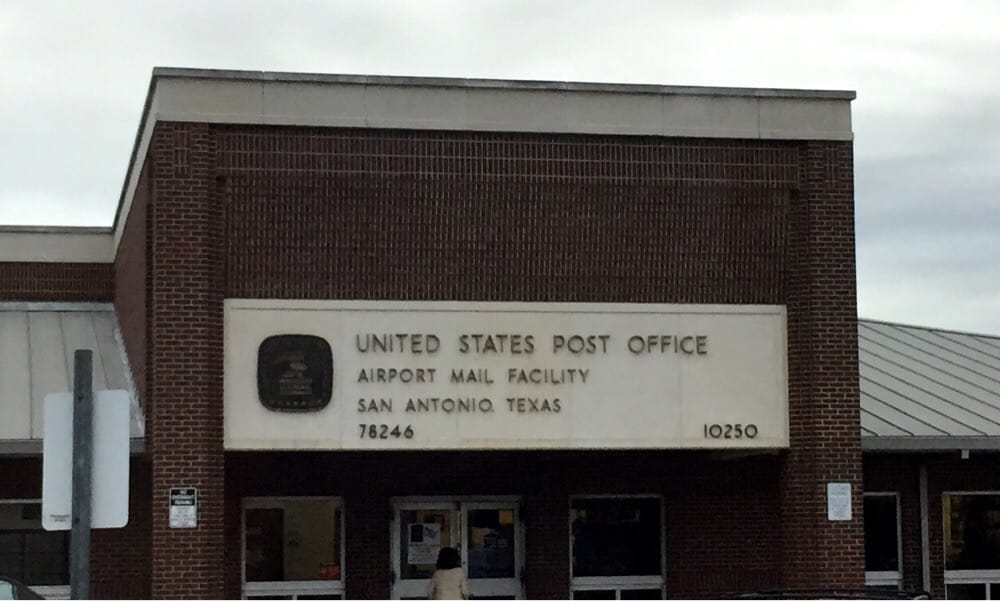 UNITED STATES POST OFFICE
AIRPORT MAIL FACILITY
SAN ANTONIO, TEXAS
78246
10250